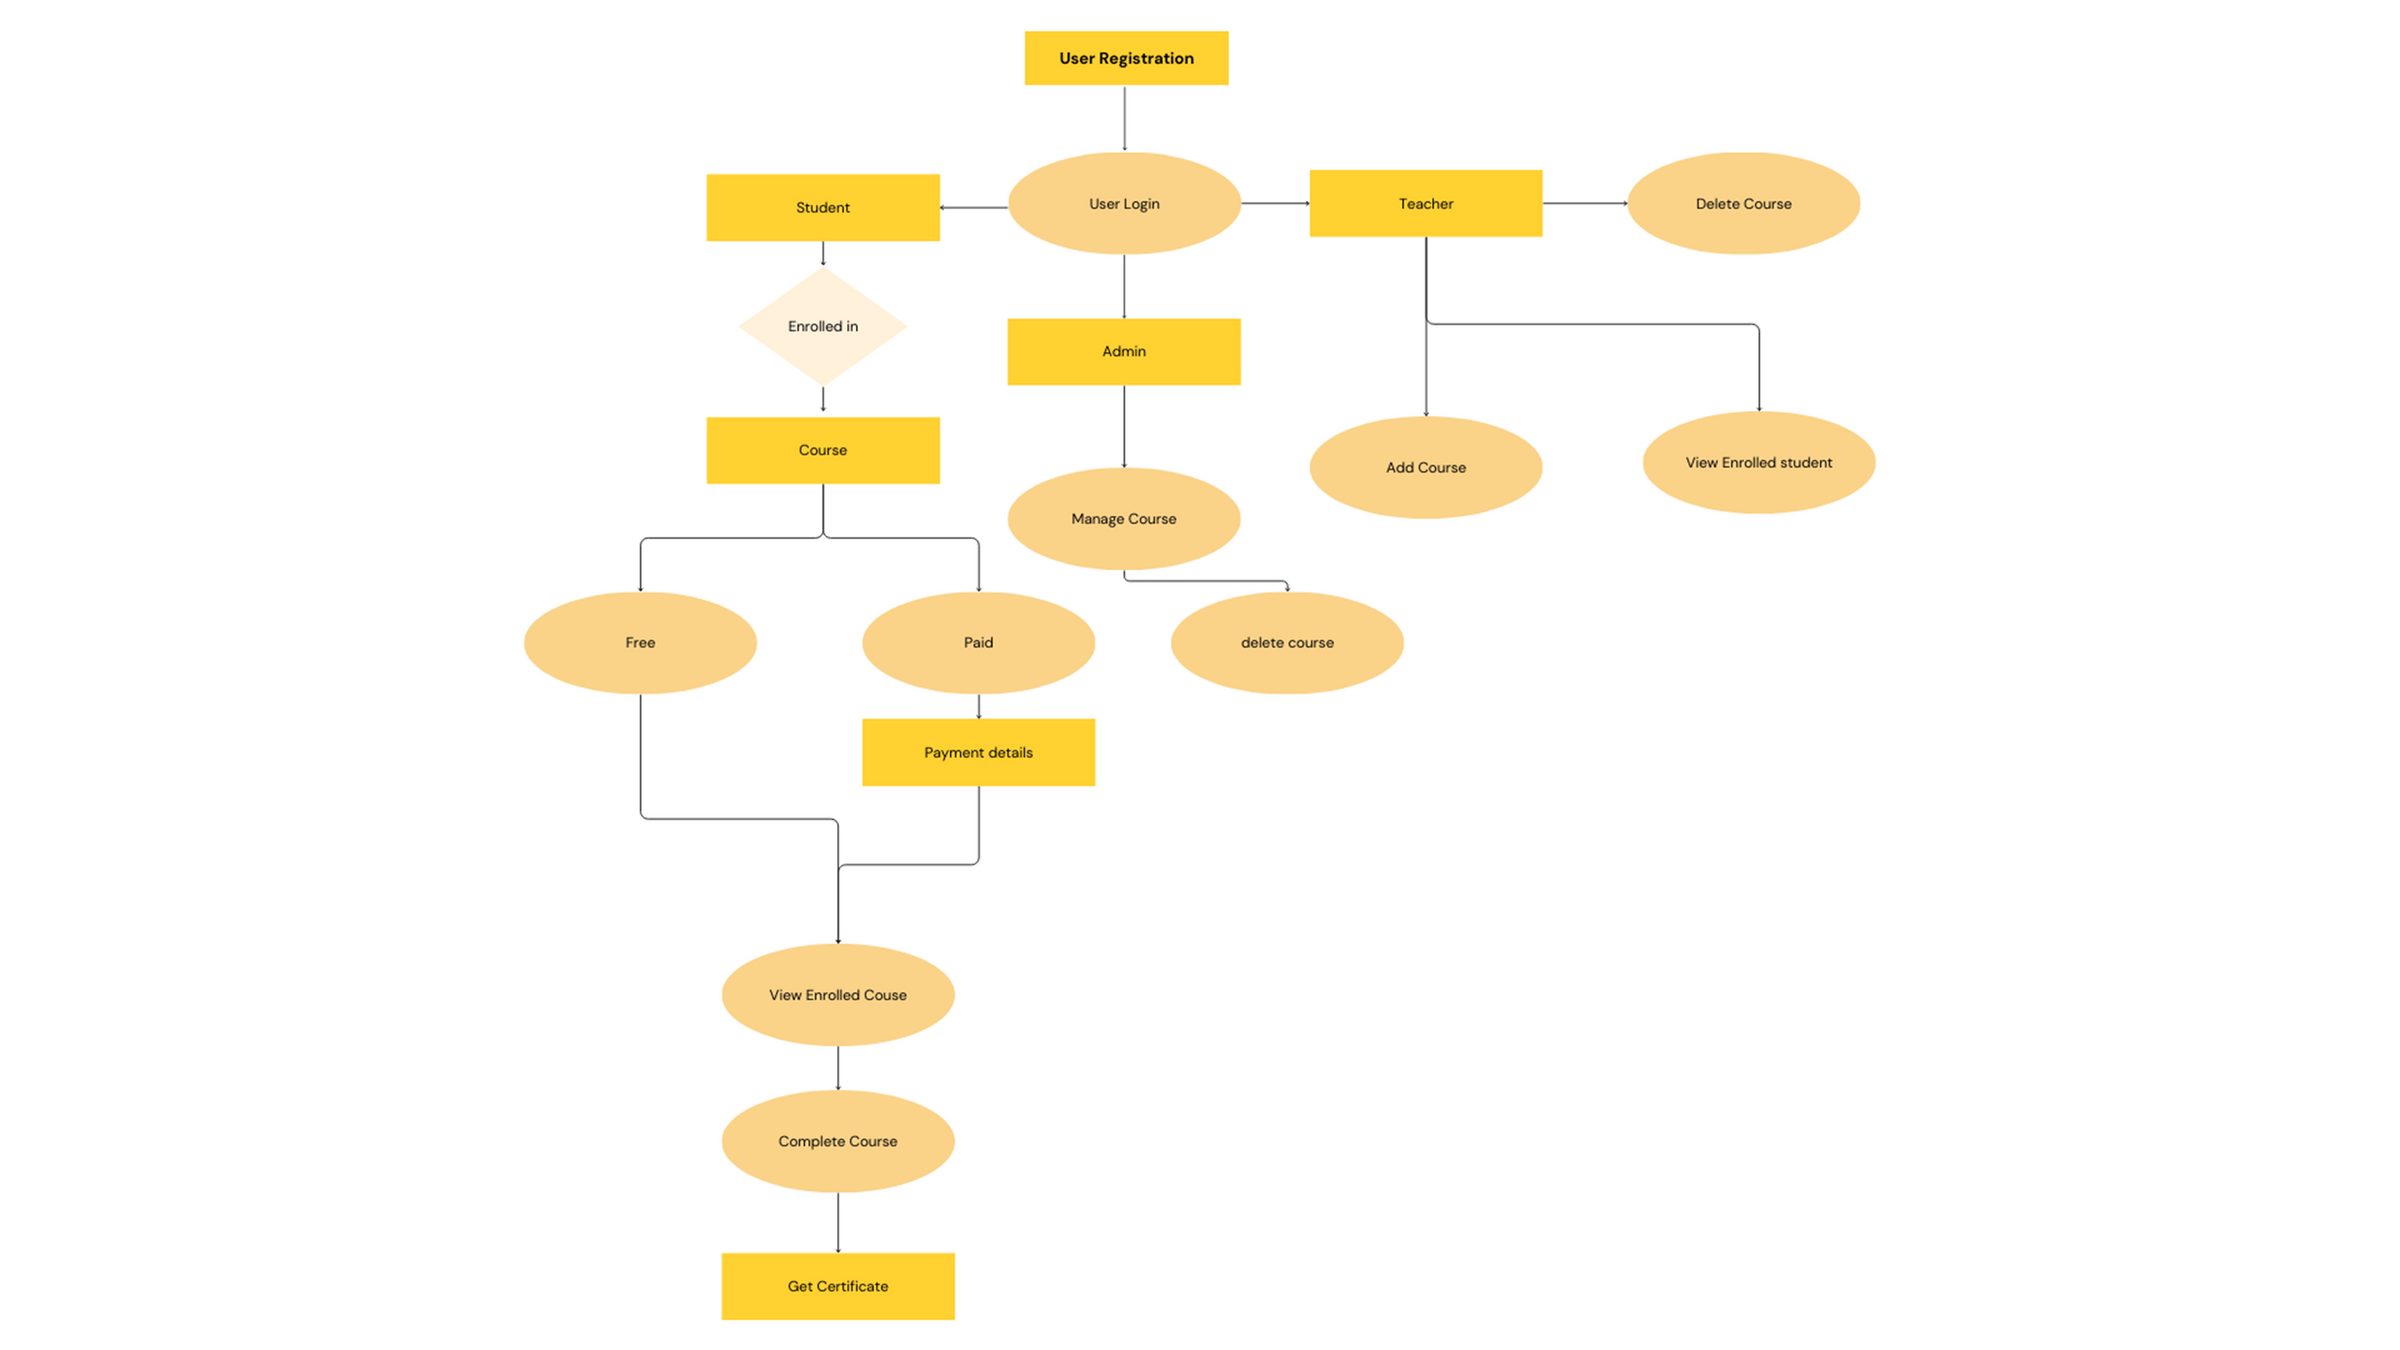 User Registration
Student
User Login
Teacher
Delete Course
Enrolled in
Admin
Course
Add Course
View Enrolled student
Manage Course
Free
Paid
delete course
Payment details
View Enrolled Couse
Complete Course
Get Certificate